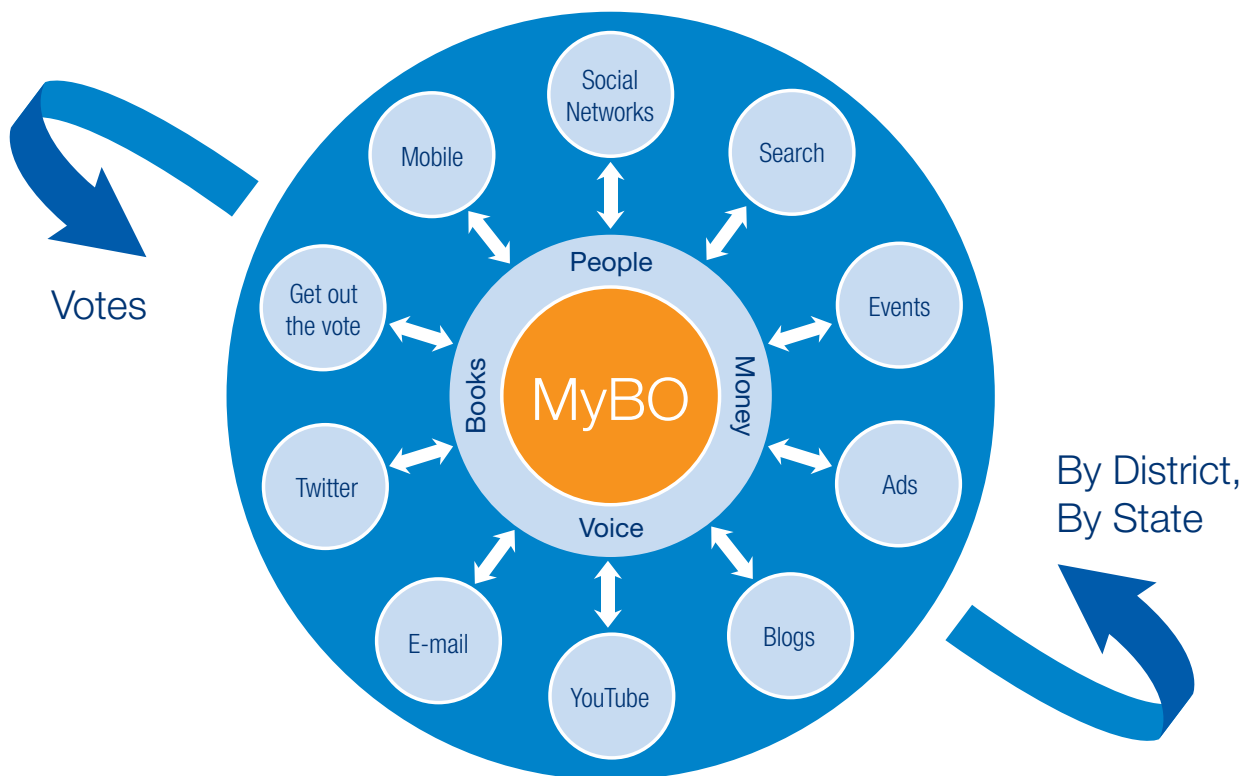 Social
Networks
Mobile
Search
People
Votes
Get out
the vote
Events
Books
MyBO
Money
Twitter
Ads
By District,
By State
Voice
E-mail
Blogs
YouTube